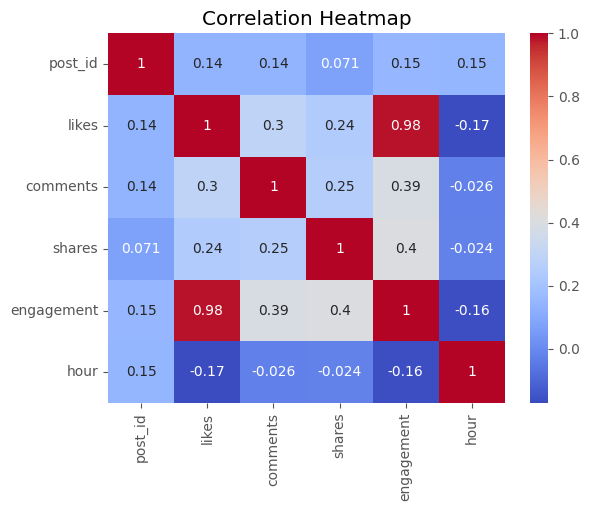 Correlation Heatmap
post_id 1 0.14 0.14 0.071 0.15 0.15
likes 0.14 1 0.3 0.24 0.98 -0.17
comments 0.14 0.3 1 0.25 0.39 -0.026
shares 0.071 0.24 0.25 1 0.4 -0.024
engagement 0.15 0.98 0.39 0.4 1 -0.16
hour 0.15 -0.17 -0.026 -0.024 -0.16 1
post_id likes comments shares engagement hour
1.0
0.8
0.6
0.4
0.2
0.0